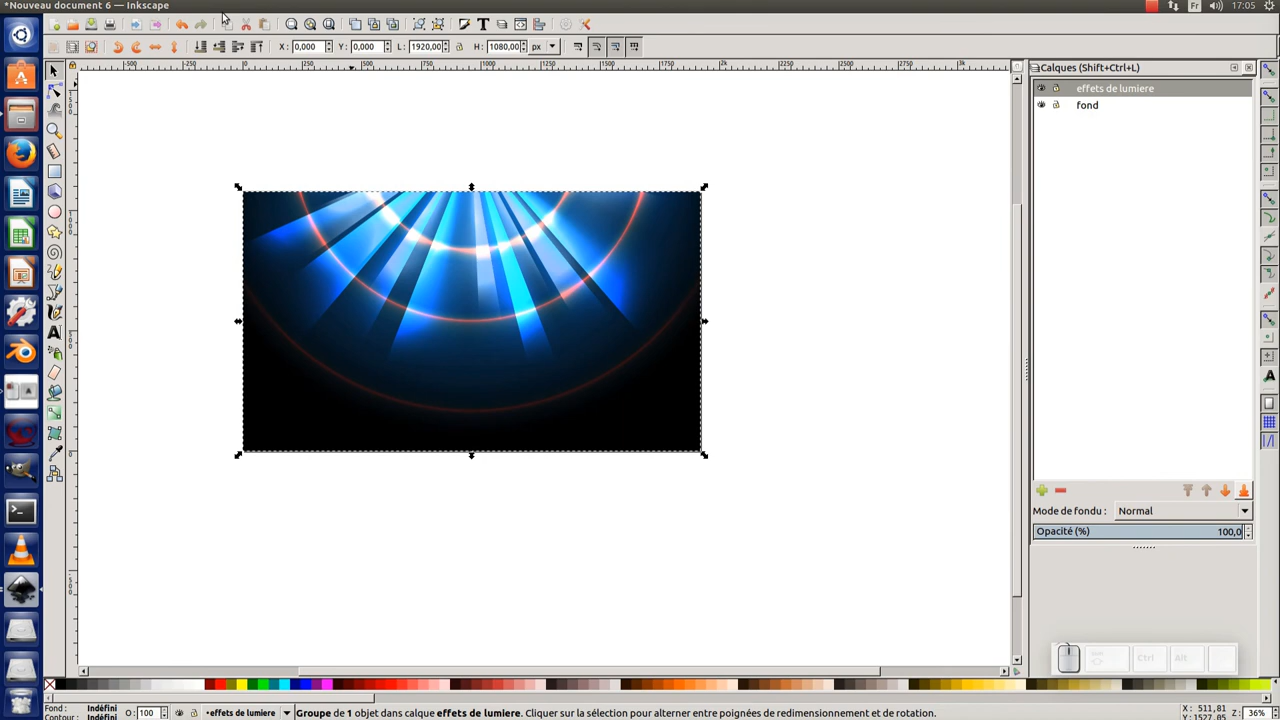 *Nouveau document 6 — Inkscape
Fr
17:05
X: 0,000
Y: 0,000
L: 1920,00
H: 1080,00
px
Calques (Shift+Ctrl+L)
effets de lumiere
fond
Mode de fondu : Normal
Opacité (%) 100,0
Ctrl
Alt
Fond : Indéfini
Contour : Indéfini
O: 100
•effets de lumiere
Groupe de 1 objet dans calque effets de lumiere. Cliquer sur la sélection pour alterner entre poignées de redimensionnement et de rotation.
X : 511,81
Y : 1527,12
Z: 36%